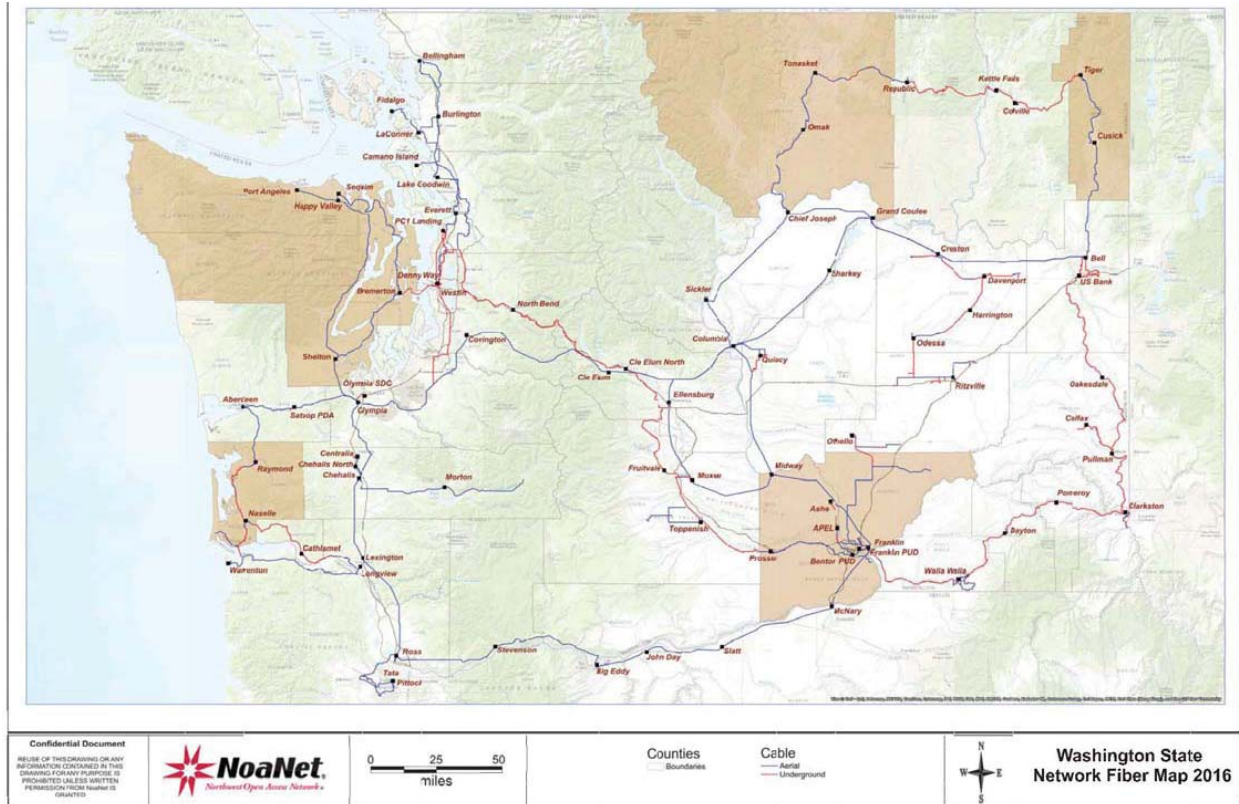 Bellingham
Fidalgo
Burlington
LaConner
Camano Island
Lake Goodwin
Port Angeles
Sequim
Happy Valley
Everett
PC1 Landing
Denny Way
Westin
Bremerton
North Bend
Covington
Shelton
Olympia SDC
Olympia
Aberdeen
Satsop PDA
Centralia
Chehalis North
Chehalis
Raymond
Morton
Naselle
Cathlamet
Lexington
Longview
Warrenton
Ross
Tata
Pittock
Stevenson
Big Eddy
John Day
Slatt
McNary
Tonasket
Republic
Kettle Falls
Colville
Tiger
Omak
Cusick
Chief Joseph
Grand Coulee
Creston
Bell
US Bank
Sharkey
Davenport
Sickler
Harrington
Columbia
Quincy
Odessa
Cle Elum North
Cle Elum
Ritzville
Oakesdale
Ellensburg
Colfax
Othello
Pullman
Fruitvale
Moxee
Midway
Ashe
Pomeroy
Clarkston
Toppenish
APEL
Dayton
Prosser
Franklin
Franklin PUD
Benton PUD
Walla Walla
Confidential Document
REUSE OF THIS DRAWING OR ANY
INFORMATION CONTAINED IN THIS
DRAWING FOR ANY PURPOSE IS
PROHIBITED UNLESS WRITTEN
PERMISSION FROM NoaNet IS
GRANTED
NoaNet®
Northwest Open Access Network
0 25 50
miles
Counties
Boundaries
Cable
Aerial
Underground
N
W E
S
Washington State
Network Fiber Map 2016